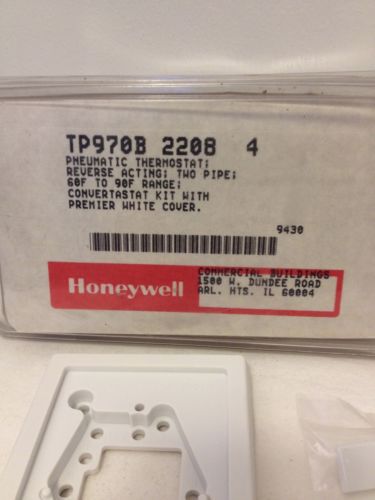 TP970B 2208 4
PNEUMATIC THERMOSTAT;
REVERSE ACTING; TWO PIPE;
60F TO 90F RANGE;
CONVERTASTAT KIT WITH
PREMIER WHITE COVER.
9430
Honeywell
COMMERCIAL BUILDINGS
1500 W. DUNDEE ROAD
ARL. HTS. IL 60004